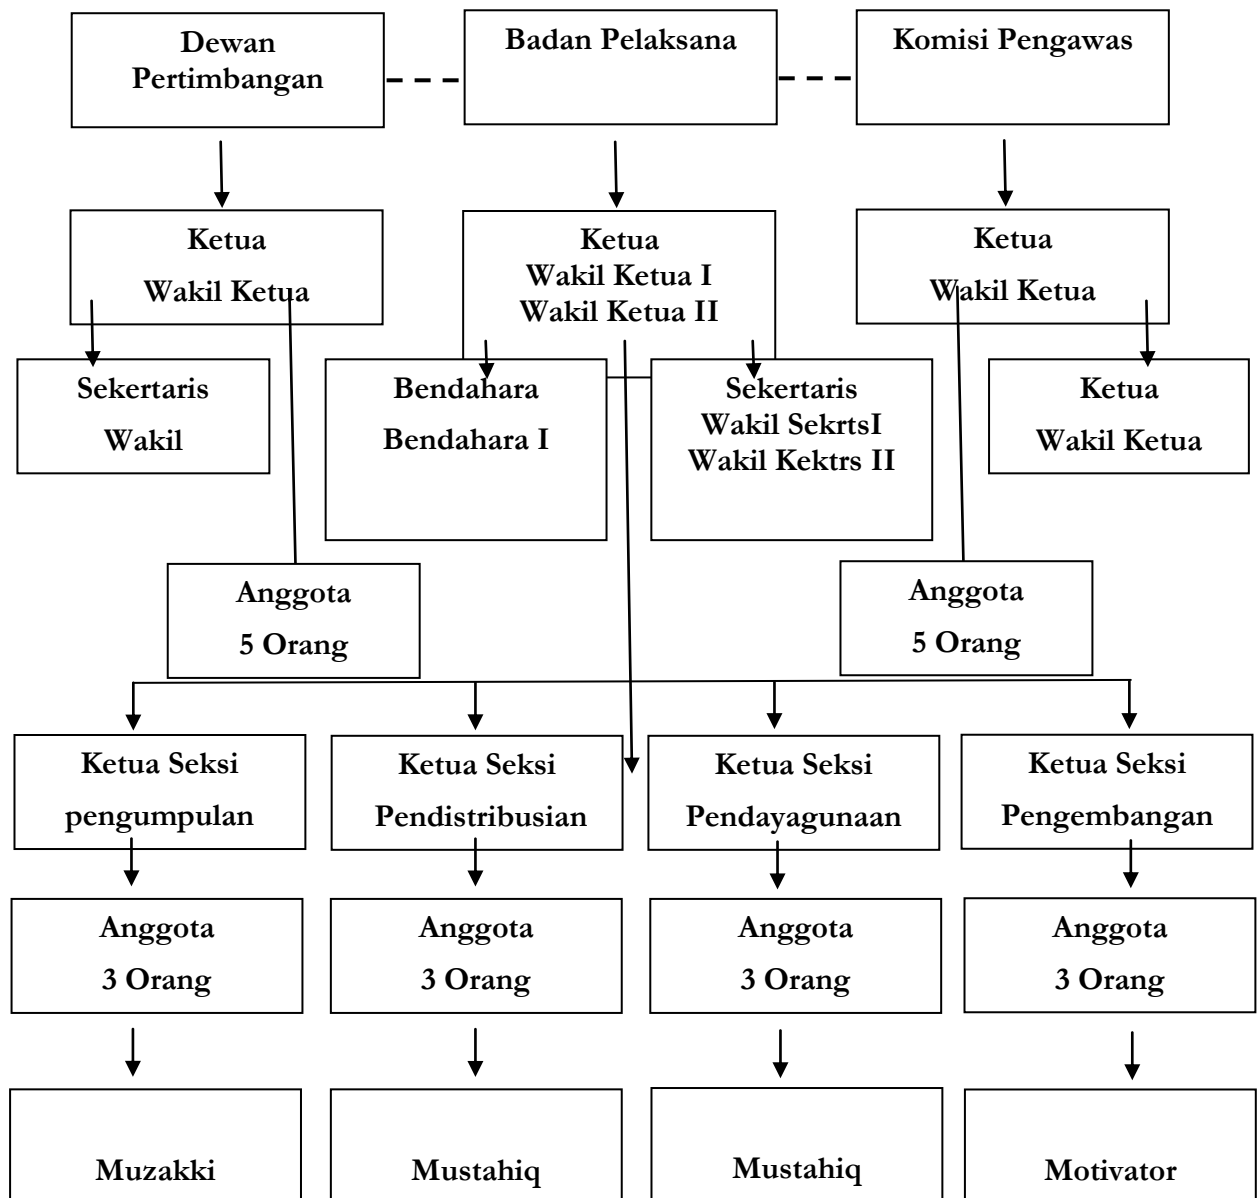 Dewan
Pertimbangan
Badan Pelaksana
Komisi Pengawas
Ketua
Wakil Ketua
Ketua
Wakil Ketua I
Wakil Ketua II
Ketua
Wakil Ketua
Sekertaris
Wakil
Bendahara
Bendahara I
Sekertaris
Wakil SekrtsI
Wakil Kektrs II
Ketua
Wakil Ketua
Anggota
5 Orang
Anggota
5 Orang
Ketua Seksi
pengumpulan
Ketua Seksi
Pendistribusian
Ketua Seksi
Pendayagunaan
Ketua Seksi
Pengembangan
Anggota
3 Orang
Anggota
3 Orang
Anggota
3 Orang
Anggota
3 Orang
Muzakki
Mustahiq
Mustahiq
Motivator